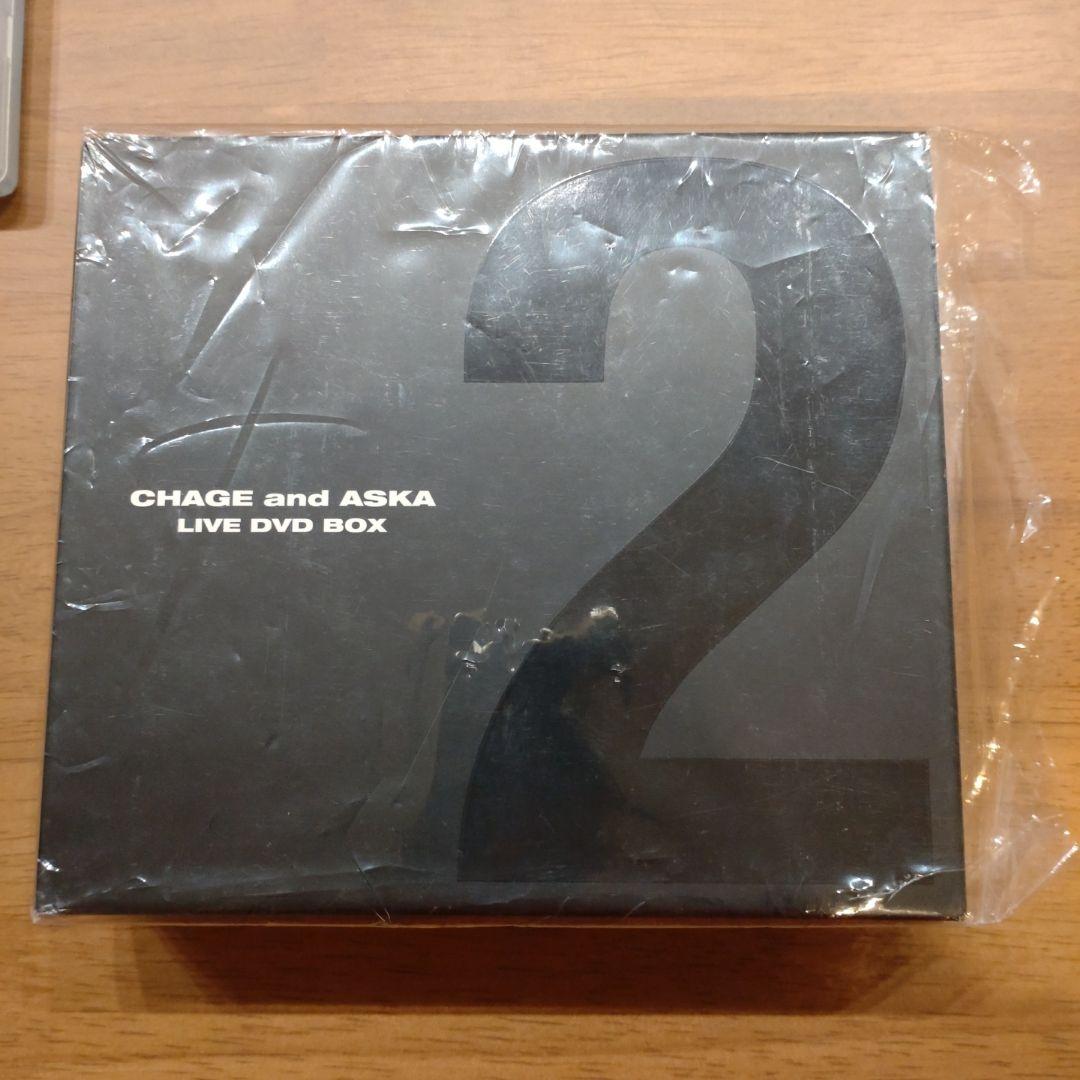 CHAGE and ASKA
LIVE DVD BOX
2